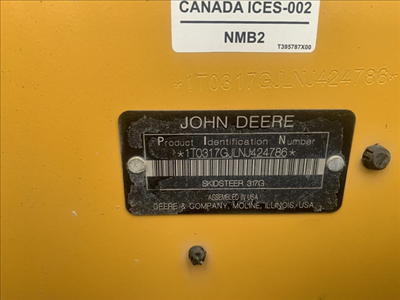 CANADA ICES-002
NMB2
T395787X00
*1T0317GJLNJ424786*
JOHN DEERE
Product Identification Number
*1T0317GJLNJ424786*
SKIDSTEER 317G
ASSEMBLED IN USA
DEERE & COMPANY, MOLINE, ILLINOIS, USA